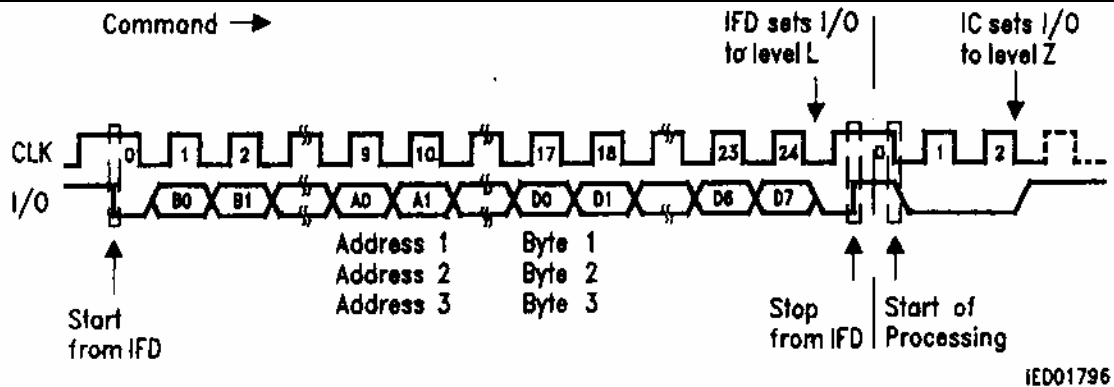 Command →
IFD sets I/O
to level L
IC sets I/O
to level Z
CLK 0 1 2 9 10 17 18 23 24 0 1 2
I/O B0 B1 A0 A1 D0 D1 D6 D7
Address 1
Address 2
Address 3
Byte 1
Byte 2
Byte 3
Start
from IFD
Stop
from IFD
Start of
Processing
IED01796